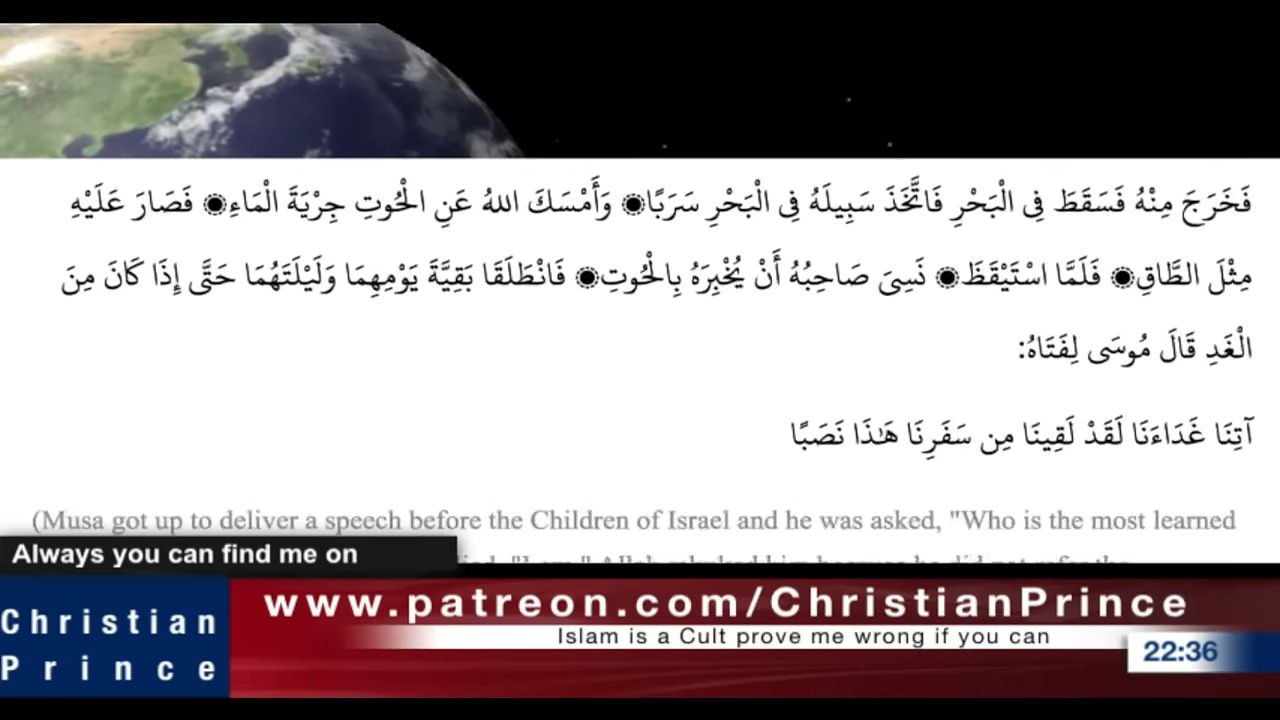 فَخَرَجَ مِنْهُ فَسَقَطَ فِى الْبَحْرِ فَاتَّخَذَ سَبِيلَهُ فِى الْبَحْرِ سَرَبًا۞ وَأَمْسَكَ اللهُ عَنِ الْحُوتِ جِرْيَةَ الْمَاءِ۞ فَصَارَ عَلَيْهِ
مِثْلَ الطَّاقِ۞ فَلَمَّا اسْتَيْقَظَ۞ نَسِىَ صَاحِبُهُ أَنْ يُخْبِرَهُ بِالْحُوتِ۞ فَانْطَلَقَا بَقِيَّةَ يَوْمِهِمَا وَلَيْلَتَهُمَا حَتَّى إِذَا كَانَ مِنَ
الْغَدِ قَالَ مُوسَى لِفَتَاهُ:
آتِنَا غَدَاءَنَا لَقَدْ لَقِينَا مِن سَفَرِنَا هَـٰذَا نَصَبًا
(Musa got up to deliver a speech before the Children of Israel and he was asked, "Who is the most learned
Always you can find me on
www.patreon.com/ChristianPrince
Christian
Prince
Islam is a Cult prove me wrong if you can
22:36